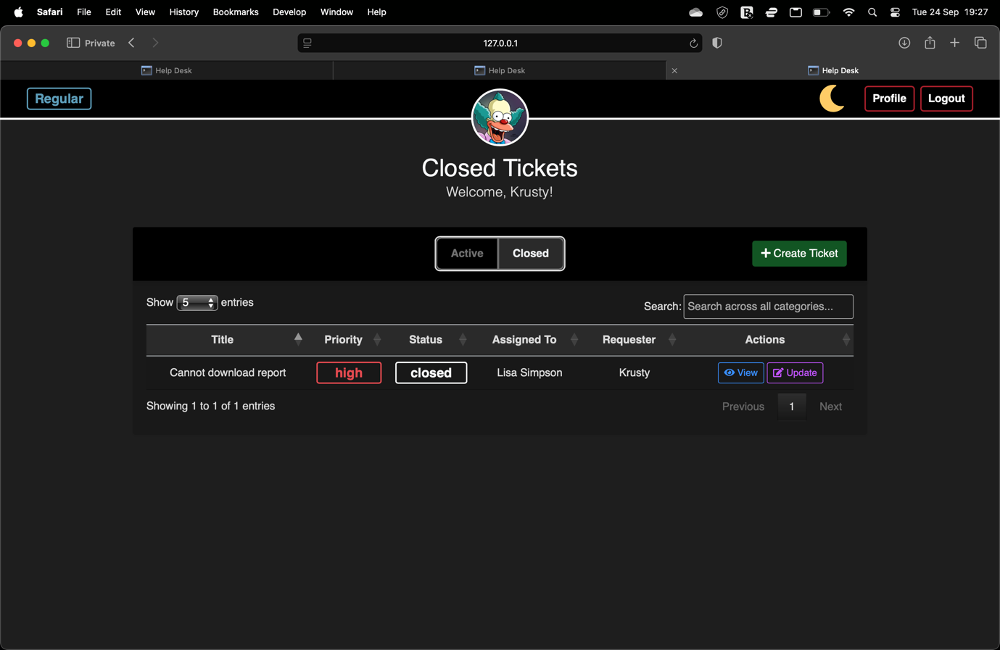 Safari File Edit View History Bookmarks Develop Window Help Tue 24 Sep 19:27
Private 127.0.0.1
Help Desk Help Desk Help Desk
Regular Profile Logout
Closed Tickets
Welcome, Krusty!
Active Closed + Create Ticket
Show 5 entries Search: Search across all categories...
Title Priority Status Assigned To Requester Actions
Cannot download report high closed Lisa Simpson Krusty View Update
Showing 1 to 1 of 1 entries Previous 1 Next